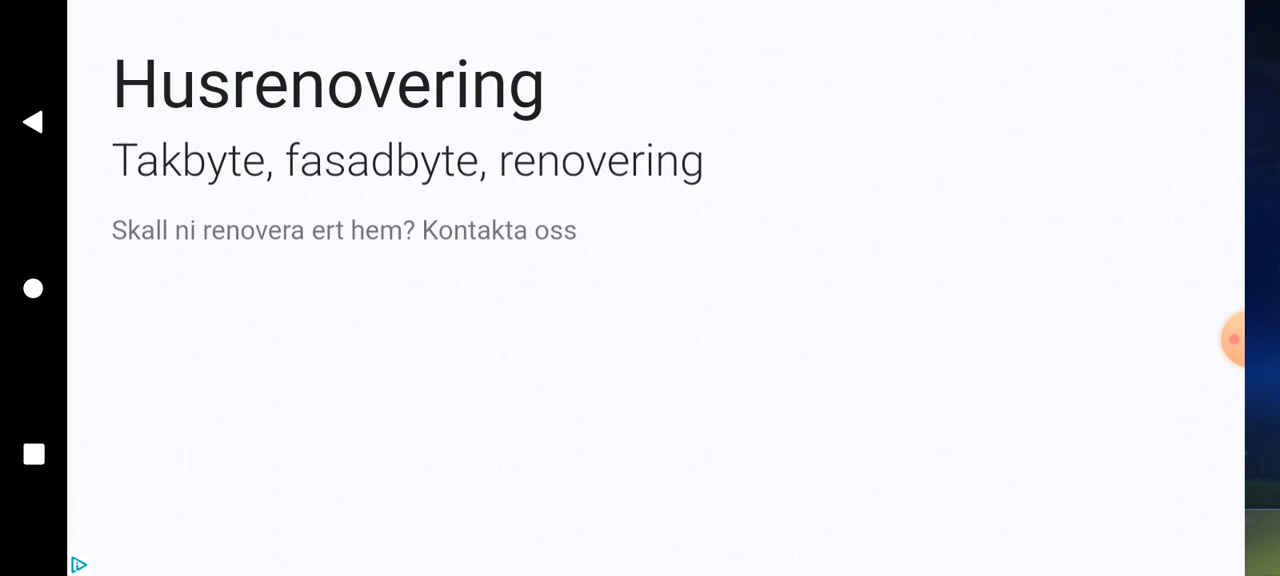 Husrenovering
Takbyte, fasadbyte, renovering
Skall ni renovera ert hem? Kontakta oss